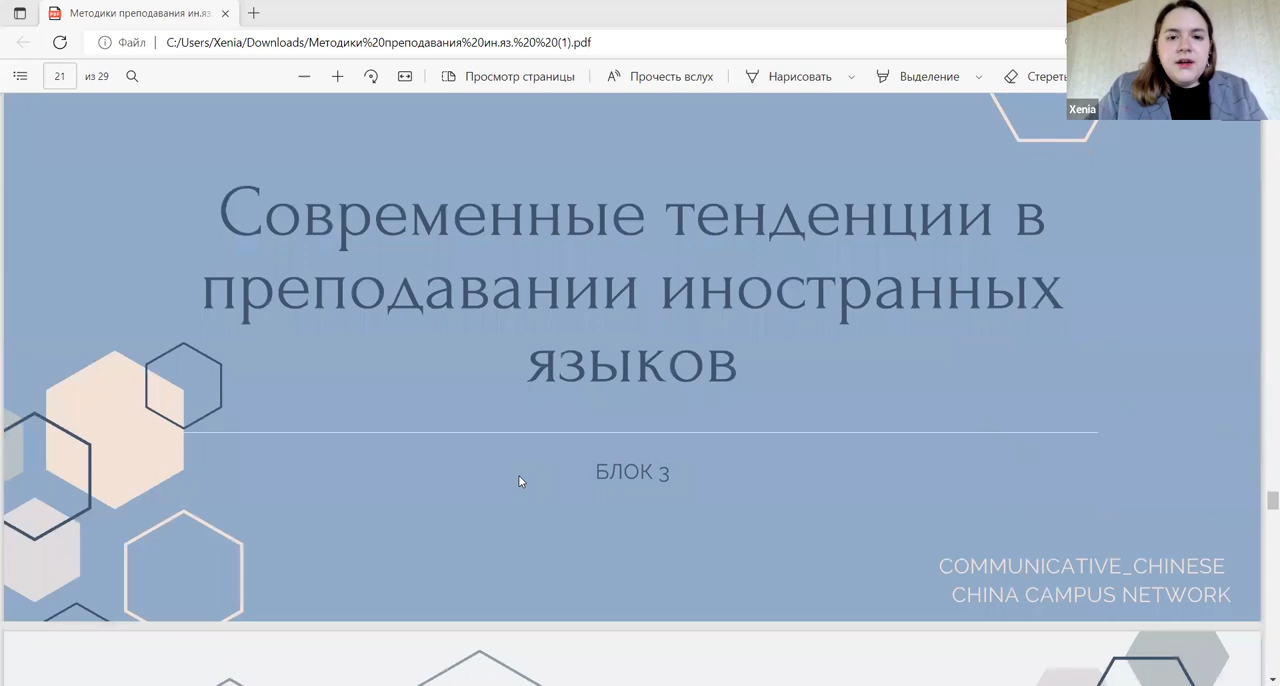 Методики преподавания ин.яз.
Файл
C:/Users/Xenia/Downloads/Методики%20преподавания%20ин.яз.%20%20(1).pdf
21 из 29
Просмотр страницы
Прочесть вслух
Нарисовать
Выделение
Стереть
Xenia
Современные тенденции в
преподавании иностранных
языков
БЛОК 3
COMMUNICATIVE_CHINESE
CHINA CAMPUS NETWORK